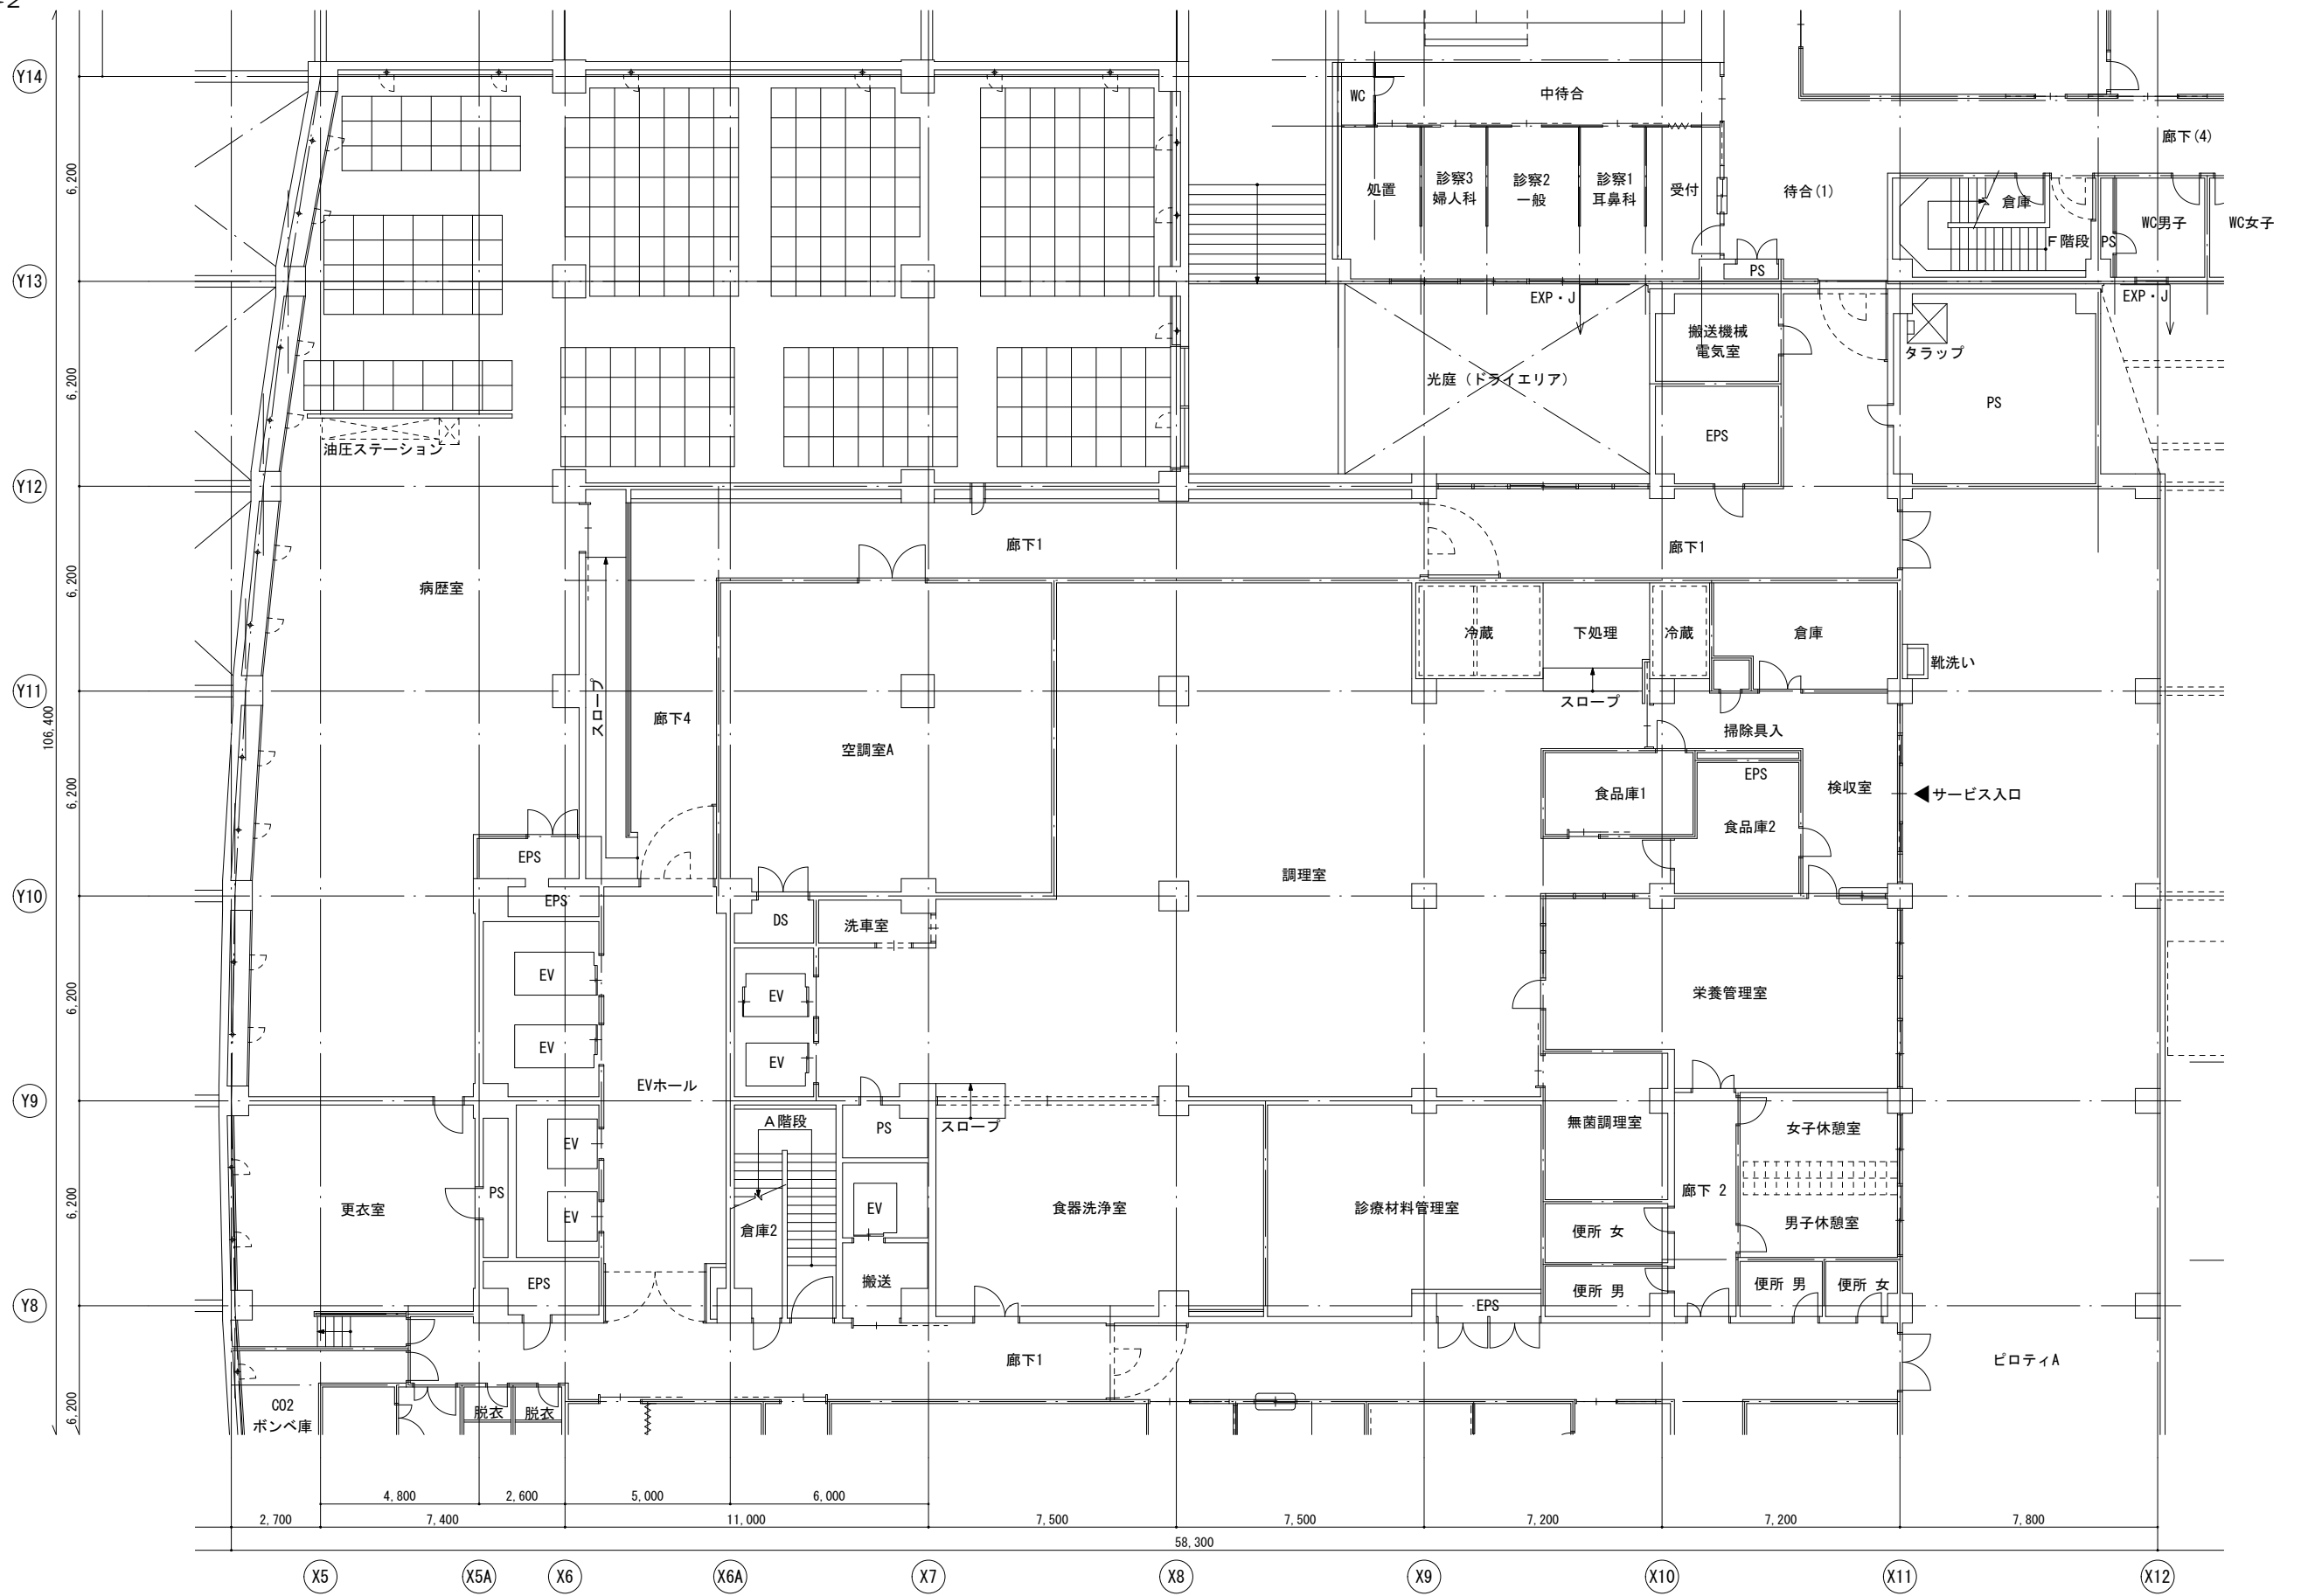 Y14
WC
中待合
廊下(4)
6,200
処置
診察3
婦人科
診察2
一般
診察1
耳鼻科
受付
待合(1)
倉庫
F階段
PS
WC男子
WC女子
Y13
PS
EXP・J
EXP・J
搬送機械
電気室
タラップ
6,200
光庭（ドライエリア）
PS
EPS
油圧ステーション
Y12
廊下1
廊下1
6,200
病歴室
冷蔵
下処理
冷蔵
倉庫
靴洗い
Y11
スロープ
スロープ
106,400
廊下4
掃除具入
空調室A
EPS
6,200
食品庫1
検収室
サービス入口
食品庫2
EPS
調理室
Y10
EPS
DS
洗車室
EV
EV
栄養管理室
6,200
EV
EV
EVホール
Y9
A階段
PS
スロープ
無菌調理室
女子休憩室
EV
PS
廊下 2
6,200
更衣室
EV
EV
倉庫2
食器洗浄室
診療材料管理室
便所 女
男子休憩室
EPS
搬送
便所 男
便所 男
便所 女
Y8
EPS
廊下1
ピロティA
6,200
CO2
ボンベ庫
脱衣
脱衣
4,800
2,600
5,000
6,000
2,700
7,400
11,000
7,500
7,500
7,200
7,200
7,800
58,300
X5
X5A
X6
X6A
X7
X8
X9
X10
X11
X12